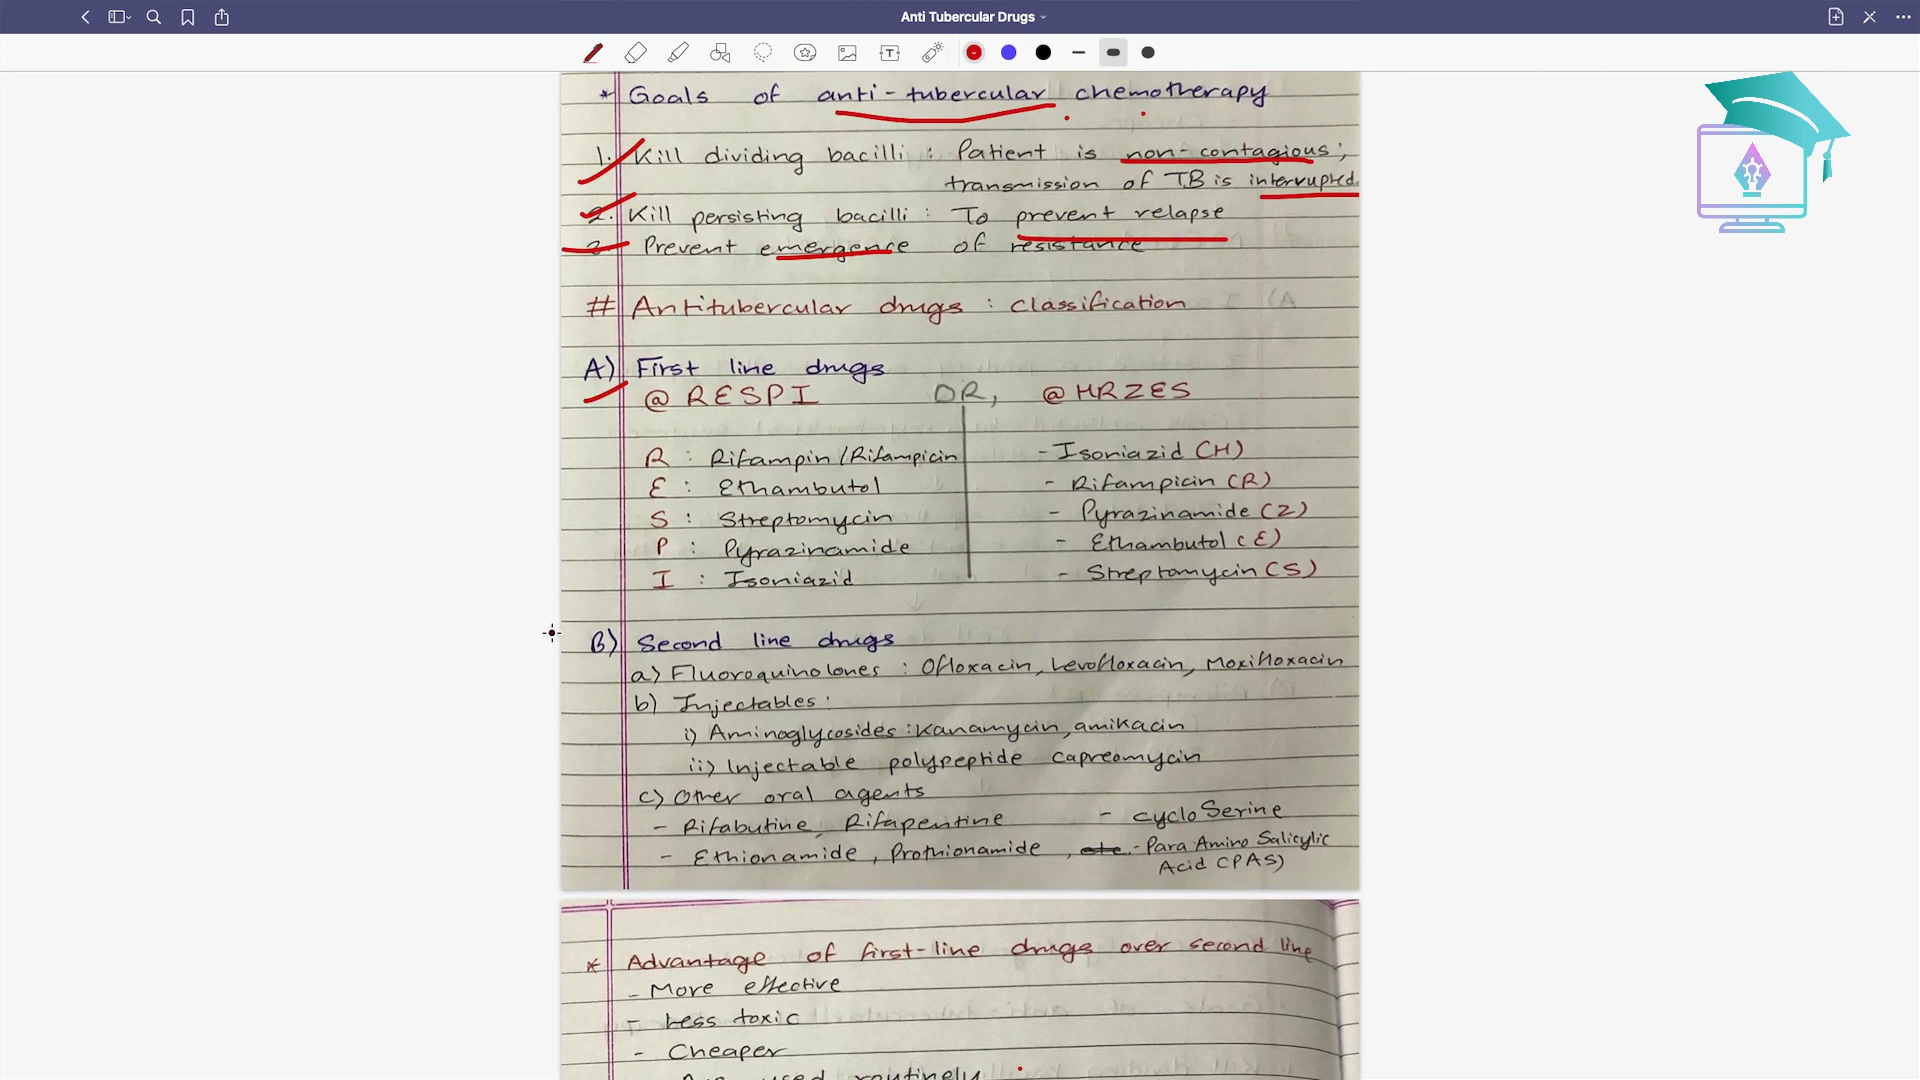 Anti Tubercular Drugs
* Goals of anti-tubercular chemotherapy
1. Kill dividing bacilli : Patient is non-contagious;
transmission of TB is interrupted.
2. Kill persisting bacilli : To prevent relapse
3. Prevent emergence of resistance
# Antitubercular drugs : classification
A) First line drugs
@ RESPI OR, @ HRZES
R : Rifampin/Rifampicin
E : Ethambutol
S : Streptomycin
P : Pyrazinamide
I : Isoniazid
- Isoniazid (H)
- Rifampicin (R)
- Pyrazinamide (Z)
- Ethambutol (E)
- Streptomycin (S)
B) Second line drugs
a) Fluoroquinolones : Ofloxacin, Levofloxacin, Moxifloxacin
b) Injectables :
i) Aminoglycosides : Kanamycin, amikacin
ii) Injectable polypeptide capreomycin
c) Other oral agents
- Rifabutine, Rifapentine - cycloSerine
- Ethionamide, Prothionamide, etc. - Para Amino Salicylic
Acid (PAS)
* Advantage of first-line drugs over second line
- More effective
- Less toxic
- Cheaper
used routinely